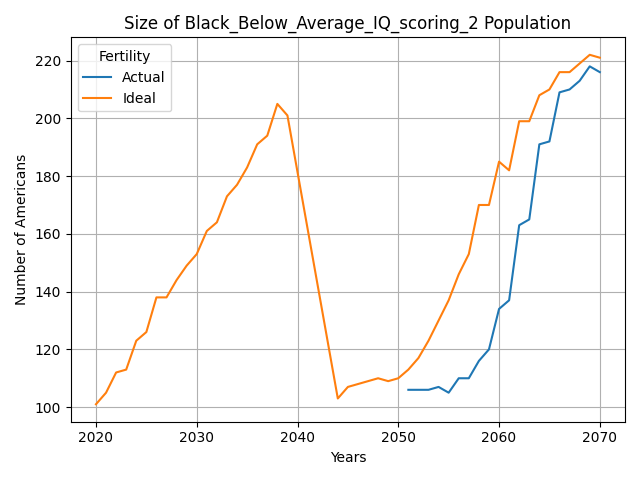 Size of Black_Below_Average_IQ_scoring_2 Population
Fertility
Actual
Ideal
Number of Americans
220
200
180
160
140
120
100
2020 2030 2040 2050 2060 2070
Years